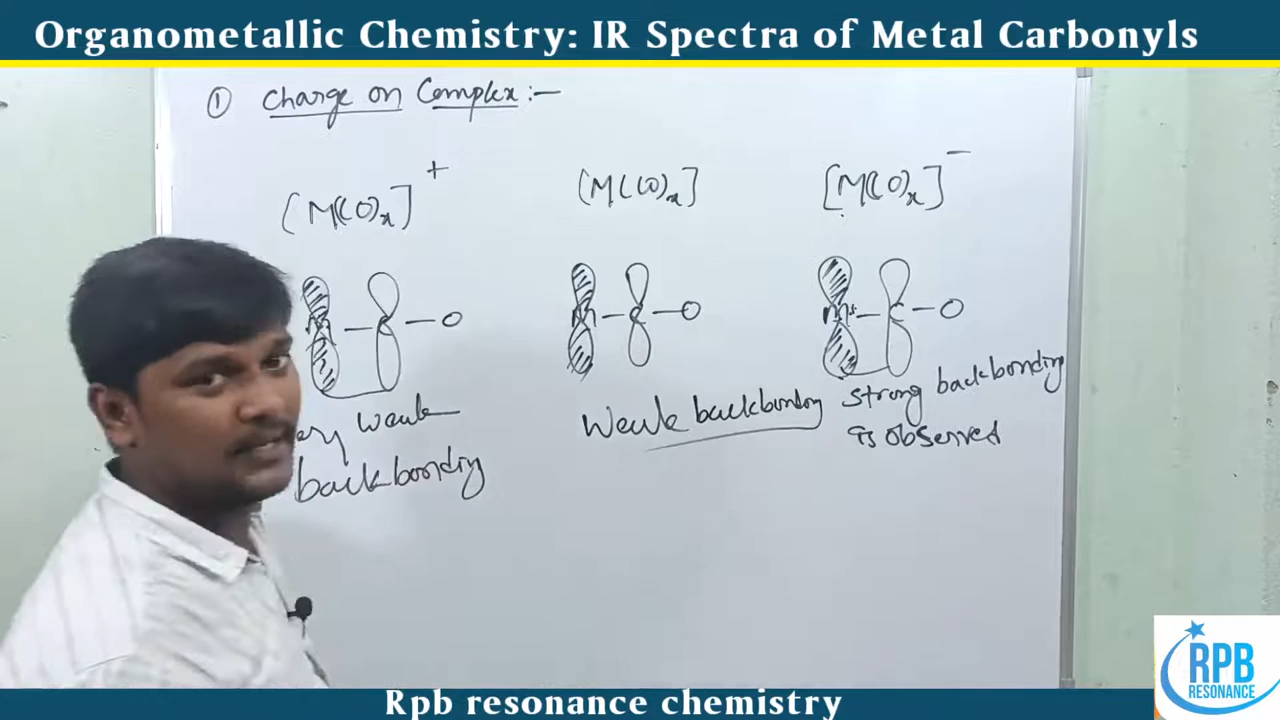 Organometallic Chemistry: IR Spectra of Metal Carbonyls
① Charge on Complex :-
[M(CO)x]+ [M(CO)x] [M(CO)x]-
M - C - O M - C - O M - C - O
weak
backbonding
Weak backbonding
strong backbonding
is observed
RPB
RESONANCE
Rpb resonance chemistry